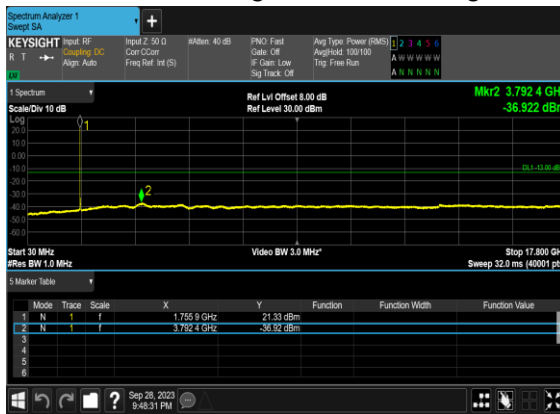 Spectrum Analyzer 1
Swept SA
+
KEYSIGHT Input: RF Input Z: 50 Ω #Atten: 40 dB PNO: Fast Avg Type: Power (RMS) 1 2 3 4 5 6
R T Coupling: DC Corr CCorr Gate: Off Avg|Hold: 100/100 A W W W W W
Align: Auto Freq Ref: Int (S) IF Gain: Low Trig: Free Run
LXI Sig Track: Off A N N N N N
1 Spectrum Ref Lvl Offset 8.00 dB Mkr2 3.792 4 GH
Scale/Div 10 dB Ref Level 30.00 dBm -36.922 dB
Log
1
20.0
10.0
0.00
-10.0 DL1 -13.00 dB
-20.0
2
-30.0
-40.0
-50.0
-60.0
Start 30 MHz Video BW 3.0 MHz* Stop 17.800 GH
#Res BW 1.0 MHz Sweep 32.0 ms (40001 pt
5 Marker Table
Mode Trace Scale X Y Function Function Width Function Value
1 N 1 f 1.755 9 GHz 21.33 dBm
2 N 1 f 3.792 4 GHz -36.92 dBm
3
4
5
6
? Sep 28, 2023
9:48:31 PM